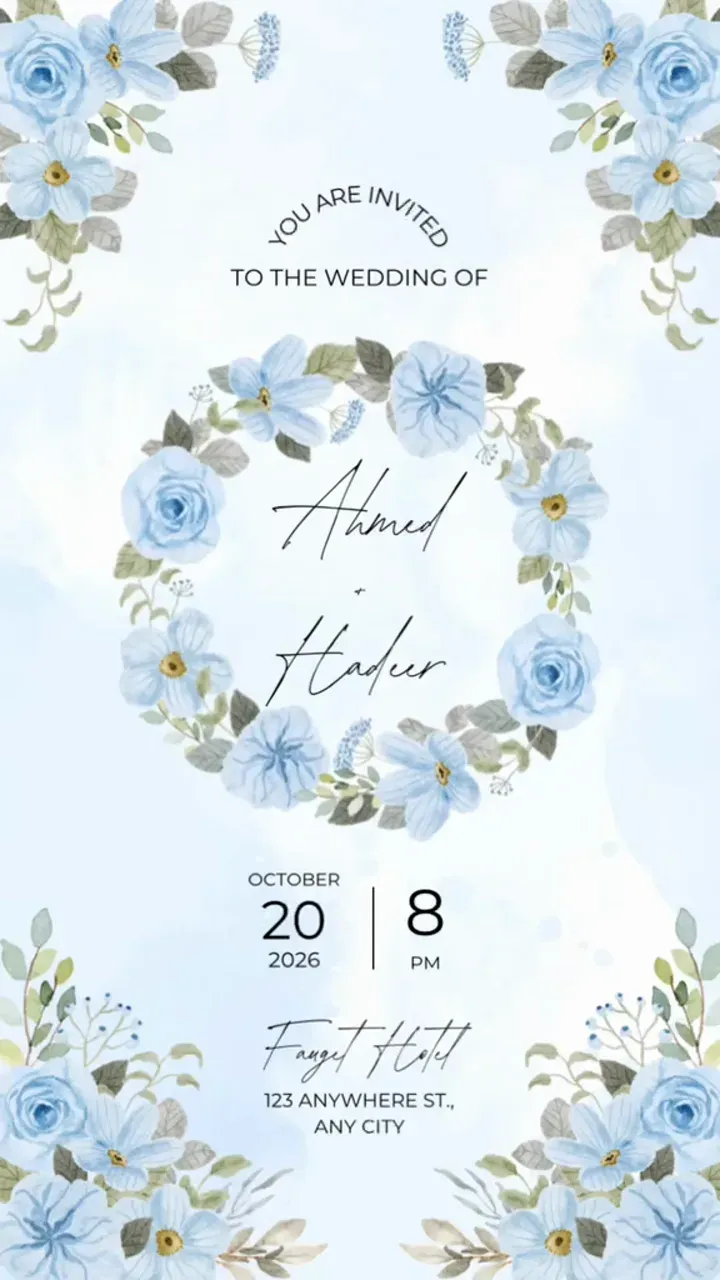 YOU ARE INVITED
TO THE WEDDING OF
Ahmed
+
Hadeer
OCTOBER
20
2026
8
PM
Fauget Hotel
123 ANYWHERE ST.,
ANY CITY